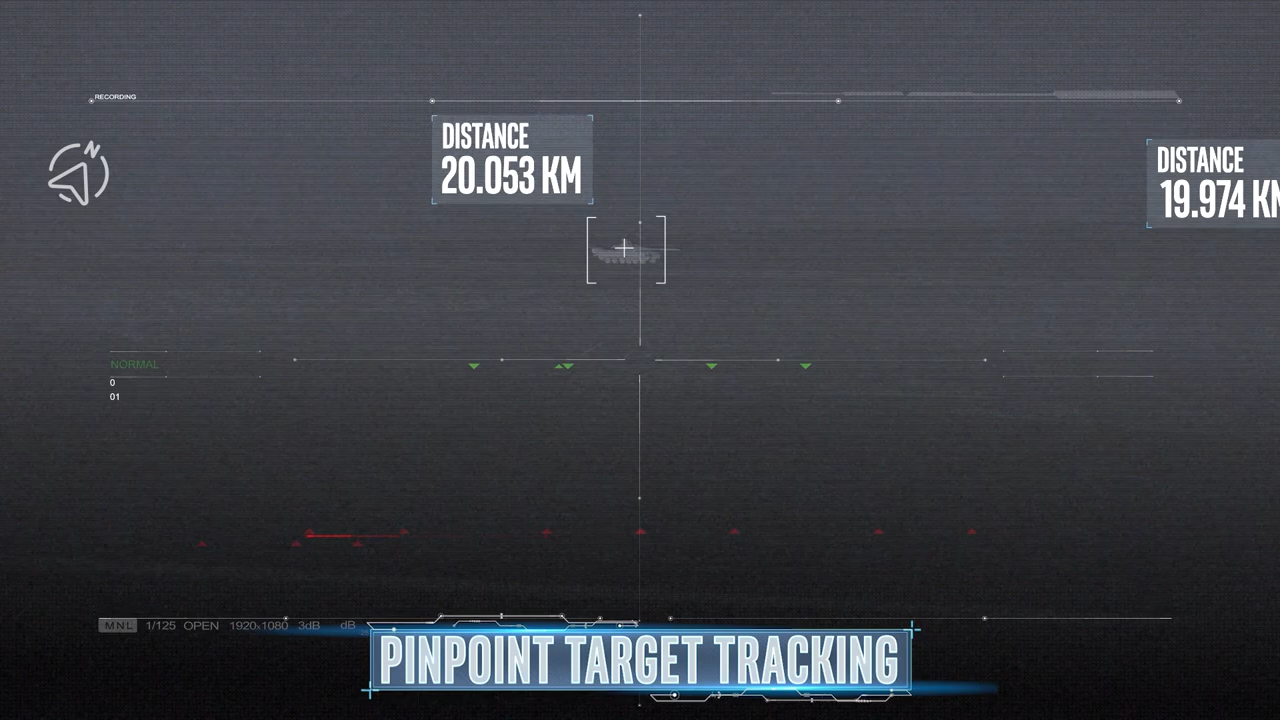 RECORDING
DISTANCE
20.053 KM
DISTANCE
19.974 KM
N
NORMAL
0
01
MNL 1/125 OPEN 1920x1080 3dB dB
PINPOINT TARGET TRACKING